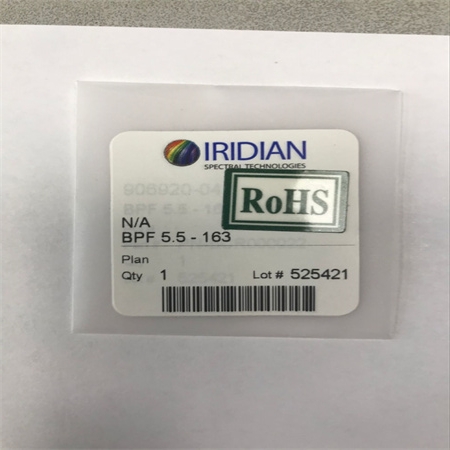 IRIDIAN
SPECTRAL TECHNOLOGIES
RoHS
N/A
BPF 5.5 - 163
Plan
Qty 1 Lot # 525421